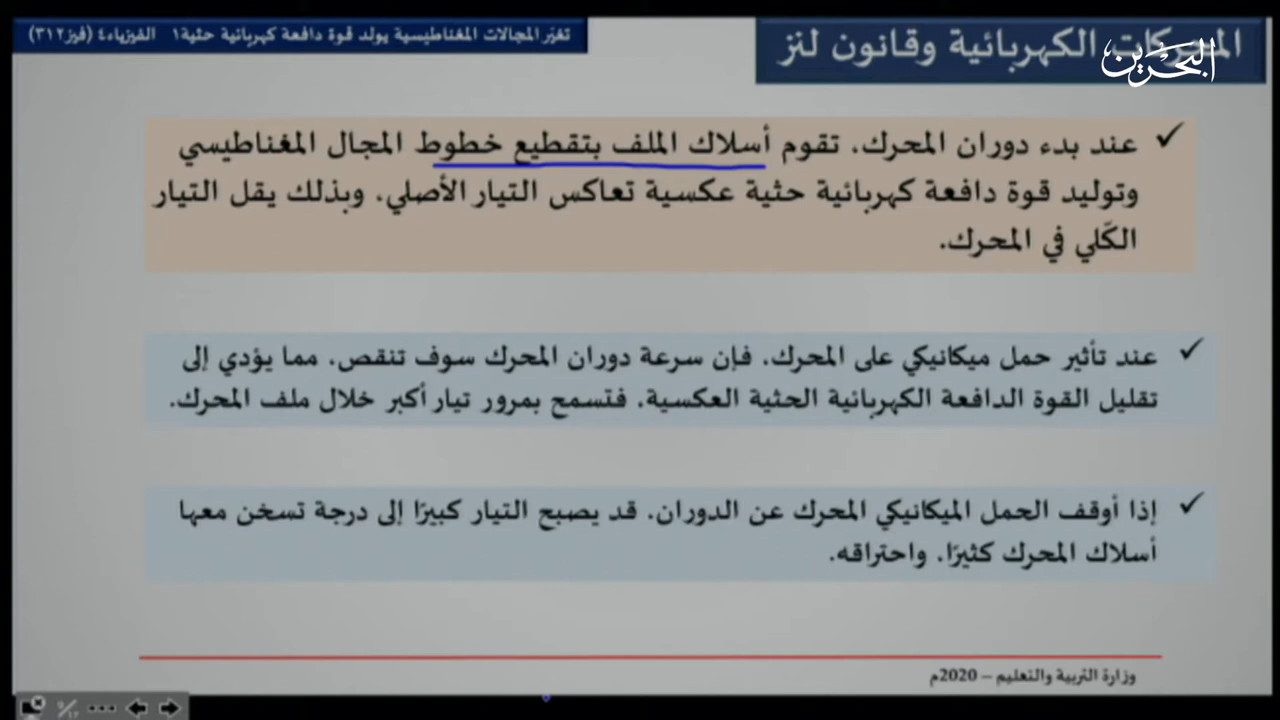 المحركات الكهربائية وقانون لنز
البحرين
تغيّر المجالات المغناطيسية يولد قوة دافعة كهربائية حثية١ الفيزياء٤ (فيز٣١٢)
✓ عند بدء دوران المحرك، تقوم أسلاك الملف بتقطيع خطوط المجال المغناطيسي
وتوليد قوة دافعة كهربائية حثية عكسية تعاكس التيار الأصلي، وبذلك يقل التيار
الكّلي في المحرك.
✓ عند تأثير حمل ميكانيكي على المحرك، فإن سرعة دوران المحرك سوف تنقص، مما يؤدي إلى
تقليل القوة الدافعة الكهربائية الحثية العكسية، فتسمح بمرور تيار أكبر خلال ملف المحرك.
✓ إذا أوقف الحمل الميكانيكي المحرك عن الدوران، قد يصبح التيار كبيرًا إلى درجة تسخن معها
أسلاك المحرك كثيرًا، واحتراقه.
وزارة التربية والتعليم – 2020م